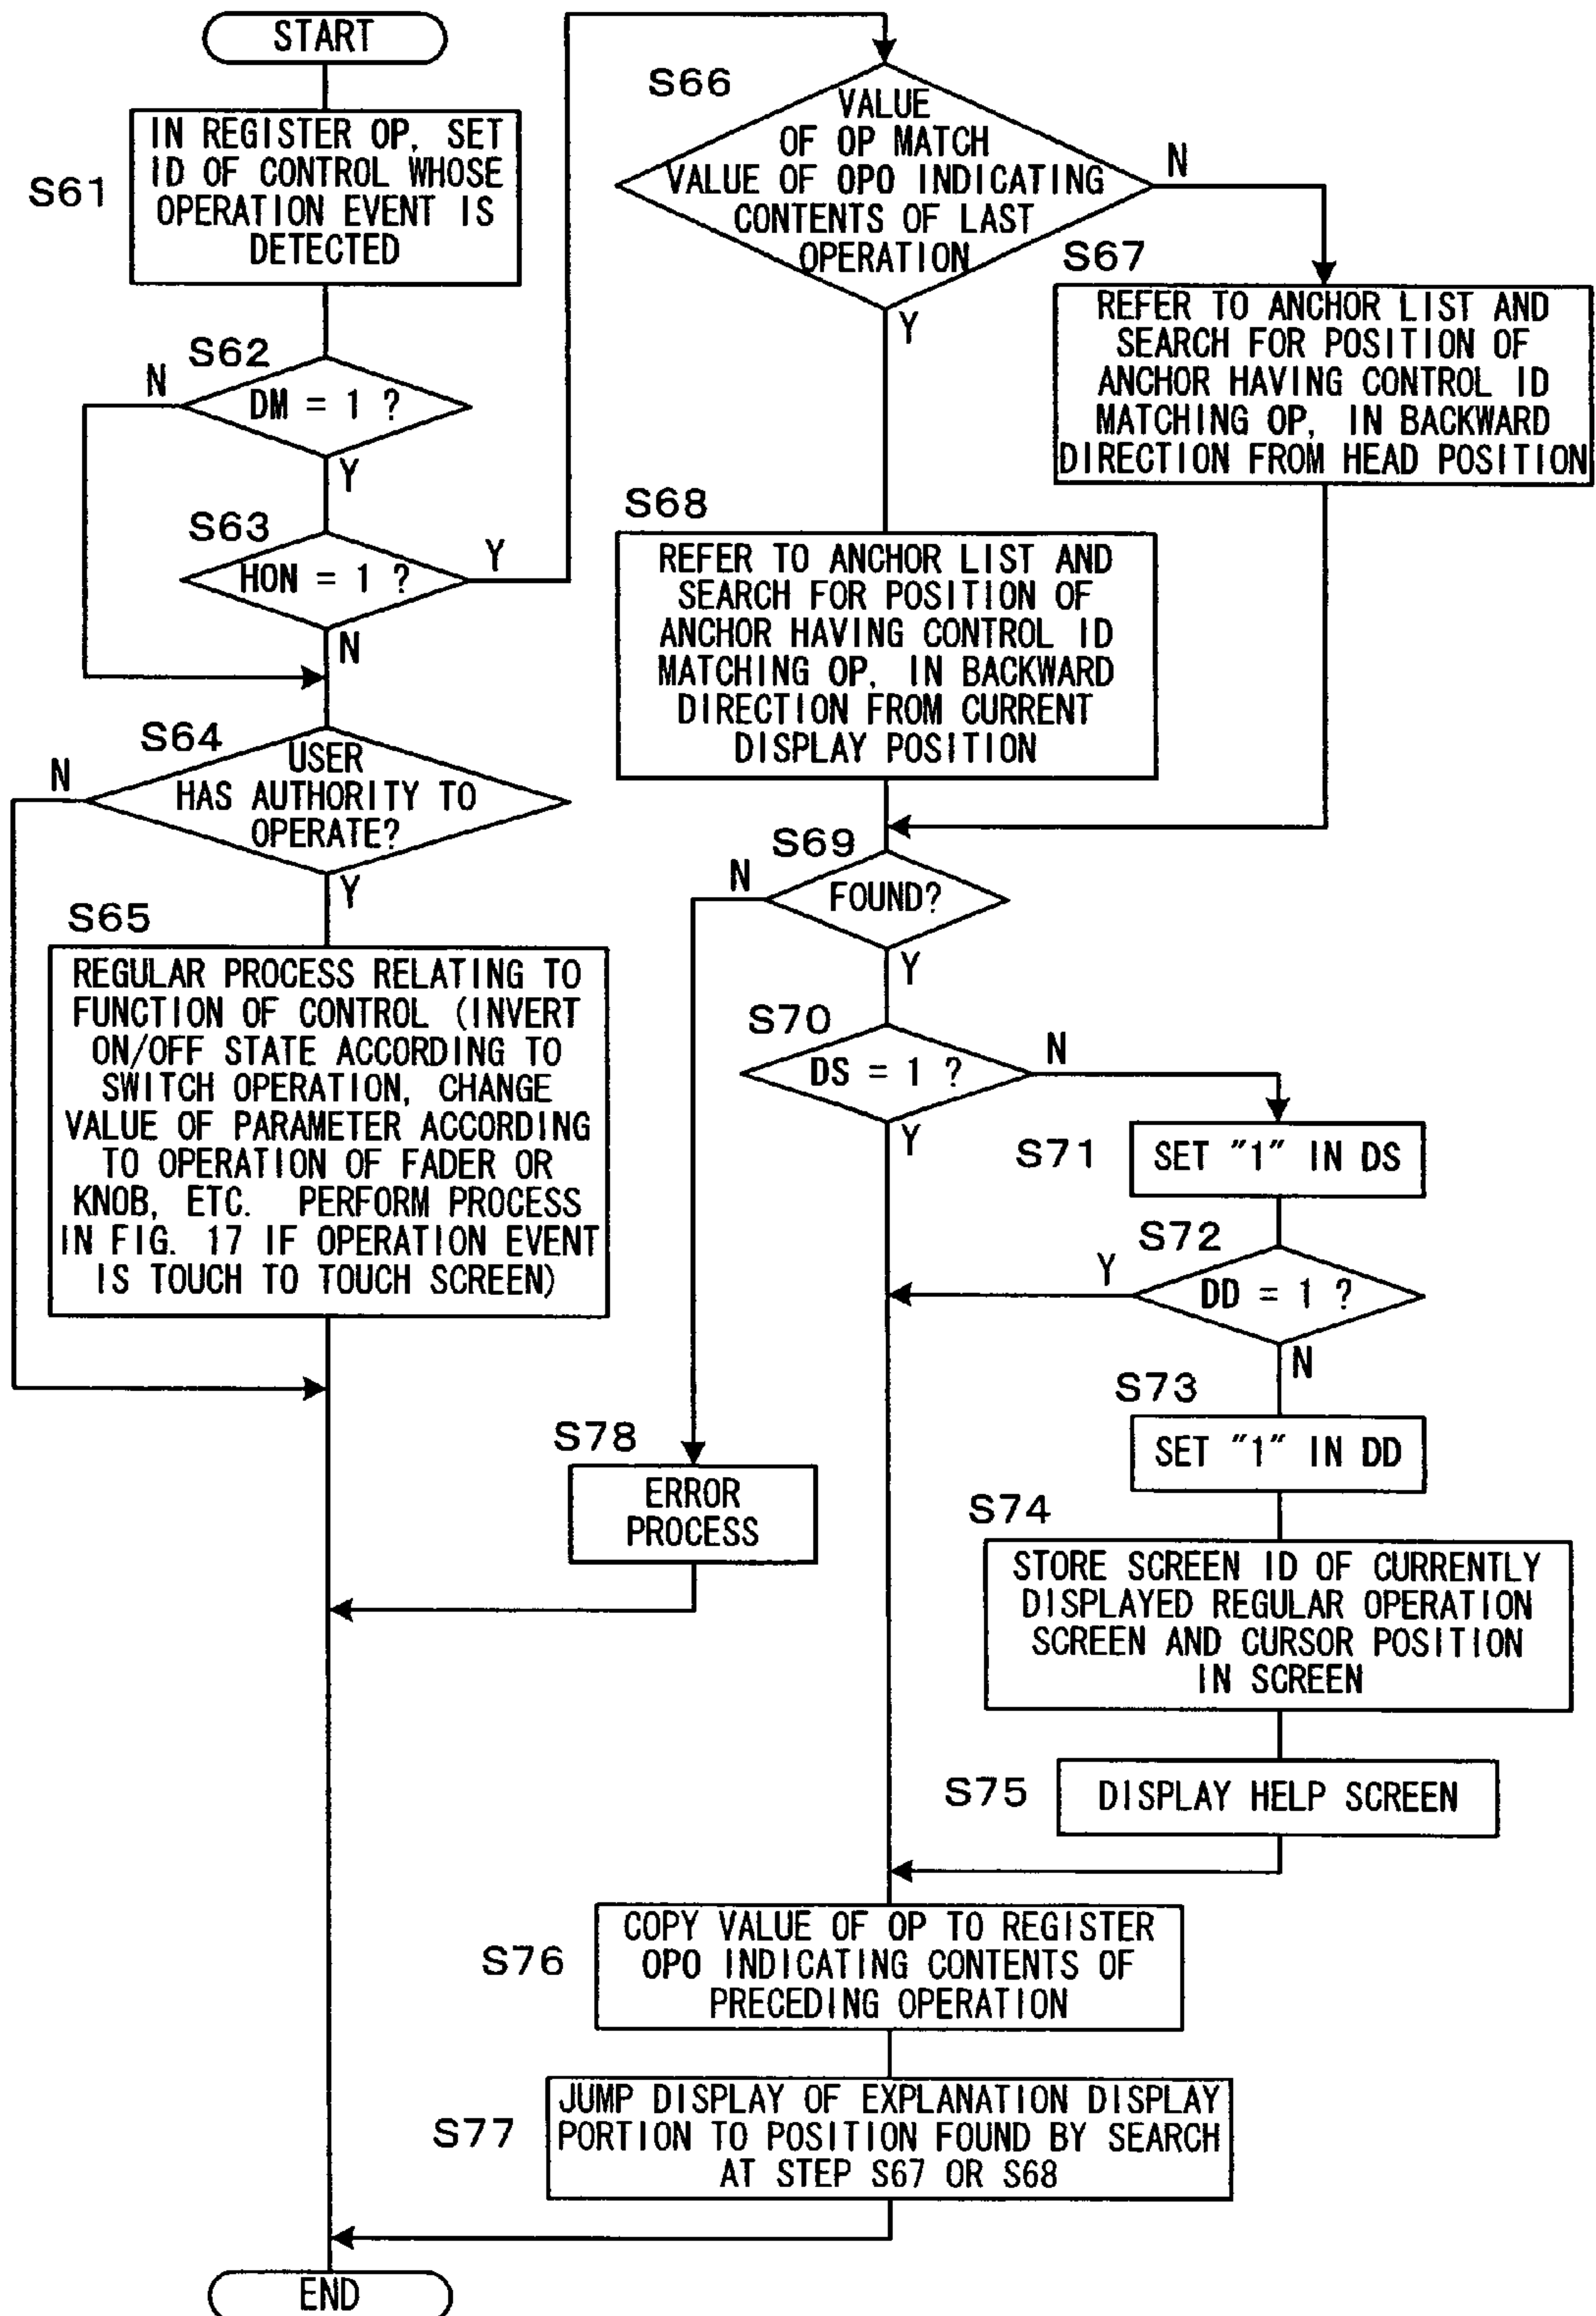 START
S61
IN REGISTER OP, SET
ID OF CONTROL WHOSE
OPERATION EVENT IS
DETECTED
S62
N
DM = 1 ?
Y
S63
Y
HON = 1 ?
N
S64
N
USER
HAS AUTHORITY TO
OPERATE?
Y
S65
REGULAR PROCESS RELATING TO
FUNCTION OF CONTROL (INVERT
ON/OFF STATE ACCORDING TO
SWITCH OPERATION, CHANGE
VALUE OF PARAMETER ACCORDING
TO OPERATION OF FADER OR
KNOB, ETC. PERFORM PROCESS
IN FIG. 17 IF OPERATION EVENT
IS TOUCH TO TOUCH SCREEN)
S66
VALUE
OF OP MATCH
VALUE OF OPO INDICATING
CONTENTS OF LAST
OPERATION
N
Y
S67
REFER TO ANCHOR LIST AND
SEARCH FOR POSITION OF
ANCHOR HAVING CONTROL ID
MATCHING OP, IN BACKWARD
DIRECTION FROM HEAD POSITION
S68
REFER TO ANCHOR LIST AND
SEARCH FOR POSITION OF
ANCHOR HAVING CONTROL ID
MATCHING OP, IN BACKWARD
DIRECTION FROM CURRENT
DISPLAY POSITION
S69
N
FOUND?
Y
S70
N
DS = 1 ?
Y
S71
SET "1" IN DS
S72
Y
DD = 1 ?
N
S73
SET "1" IN DD
S74
STORE SCREEN ID OF CURRENTLY
DISPLAYED REGULAR OPERATION
SCREEN AND CURSOR POSITION
IN SCREEN
S75
DISPLAY HELP SCREEN
S78
ERROR
PROCESS
S76
COPY VALUE OF OP TO REGISTER
OPO INDICATING CONTENTS OF
PRECEDING OPERATION
S77
JUMP DISPLAY OF EXPLANATION DISPLAY
PORTION TO POSITION FOUND BY SEARCH
AT STEP S67 OR S68
END